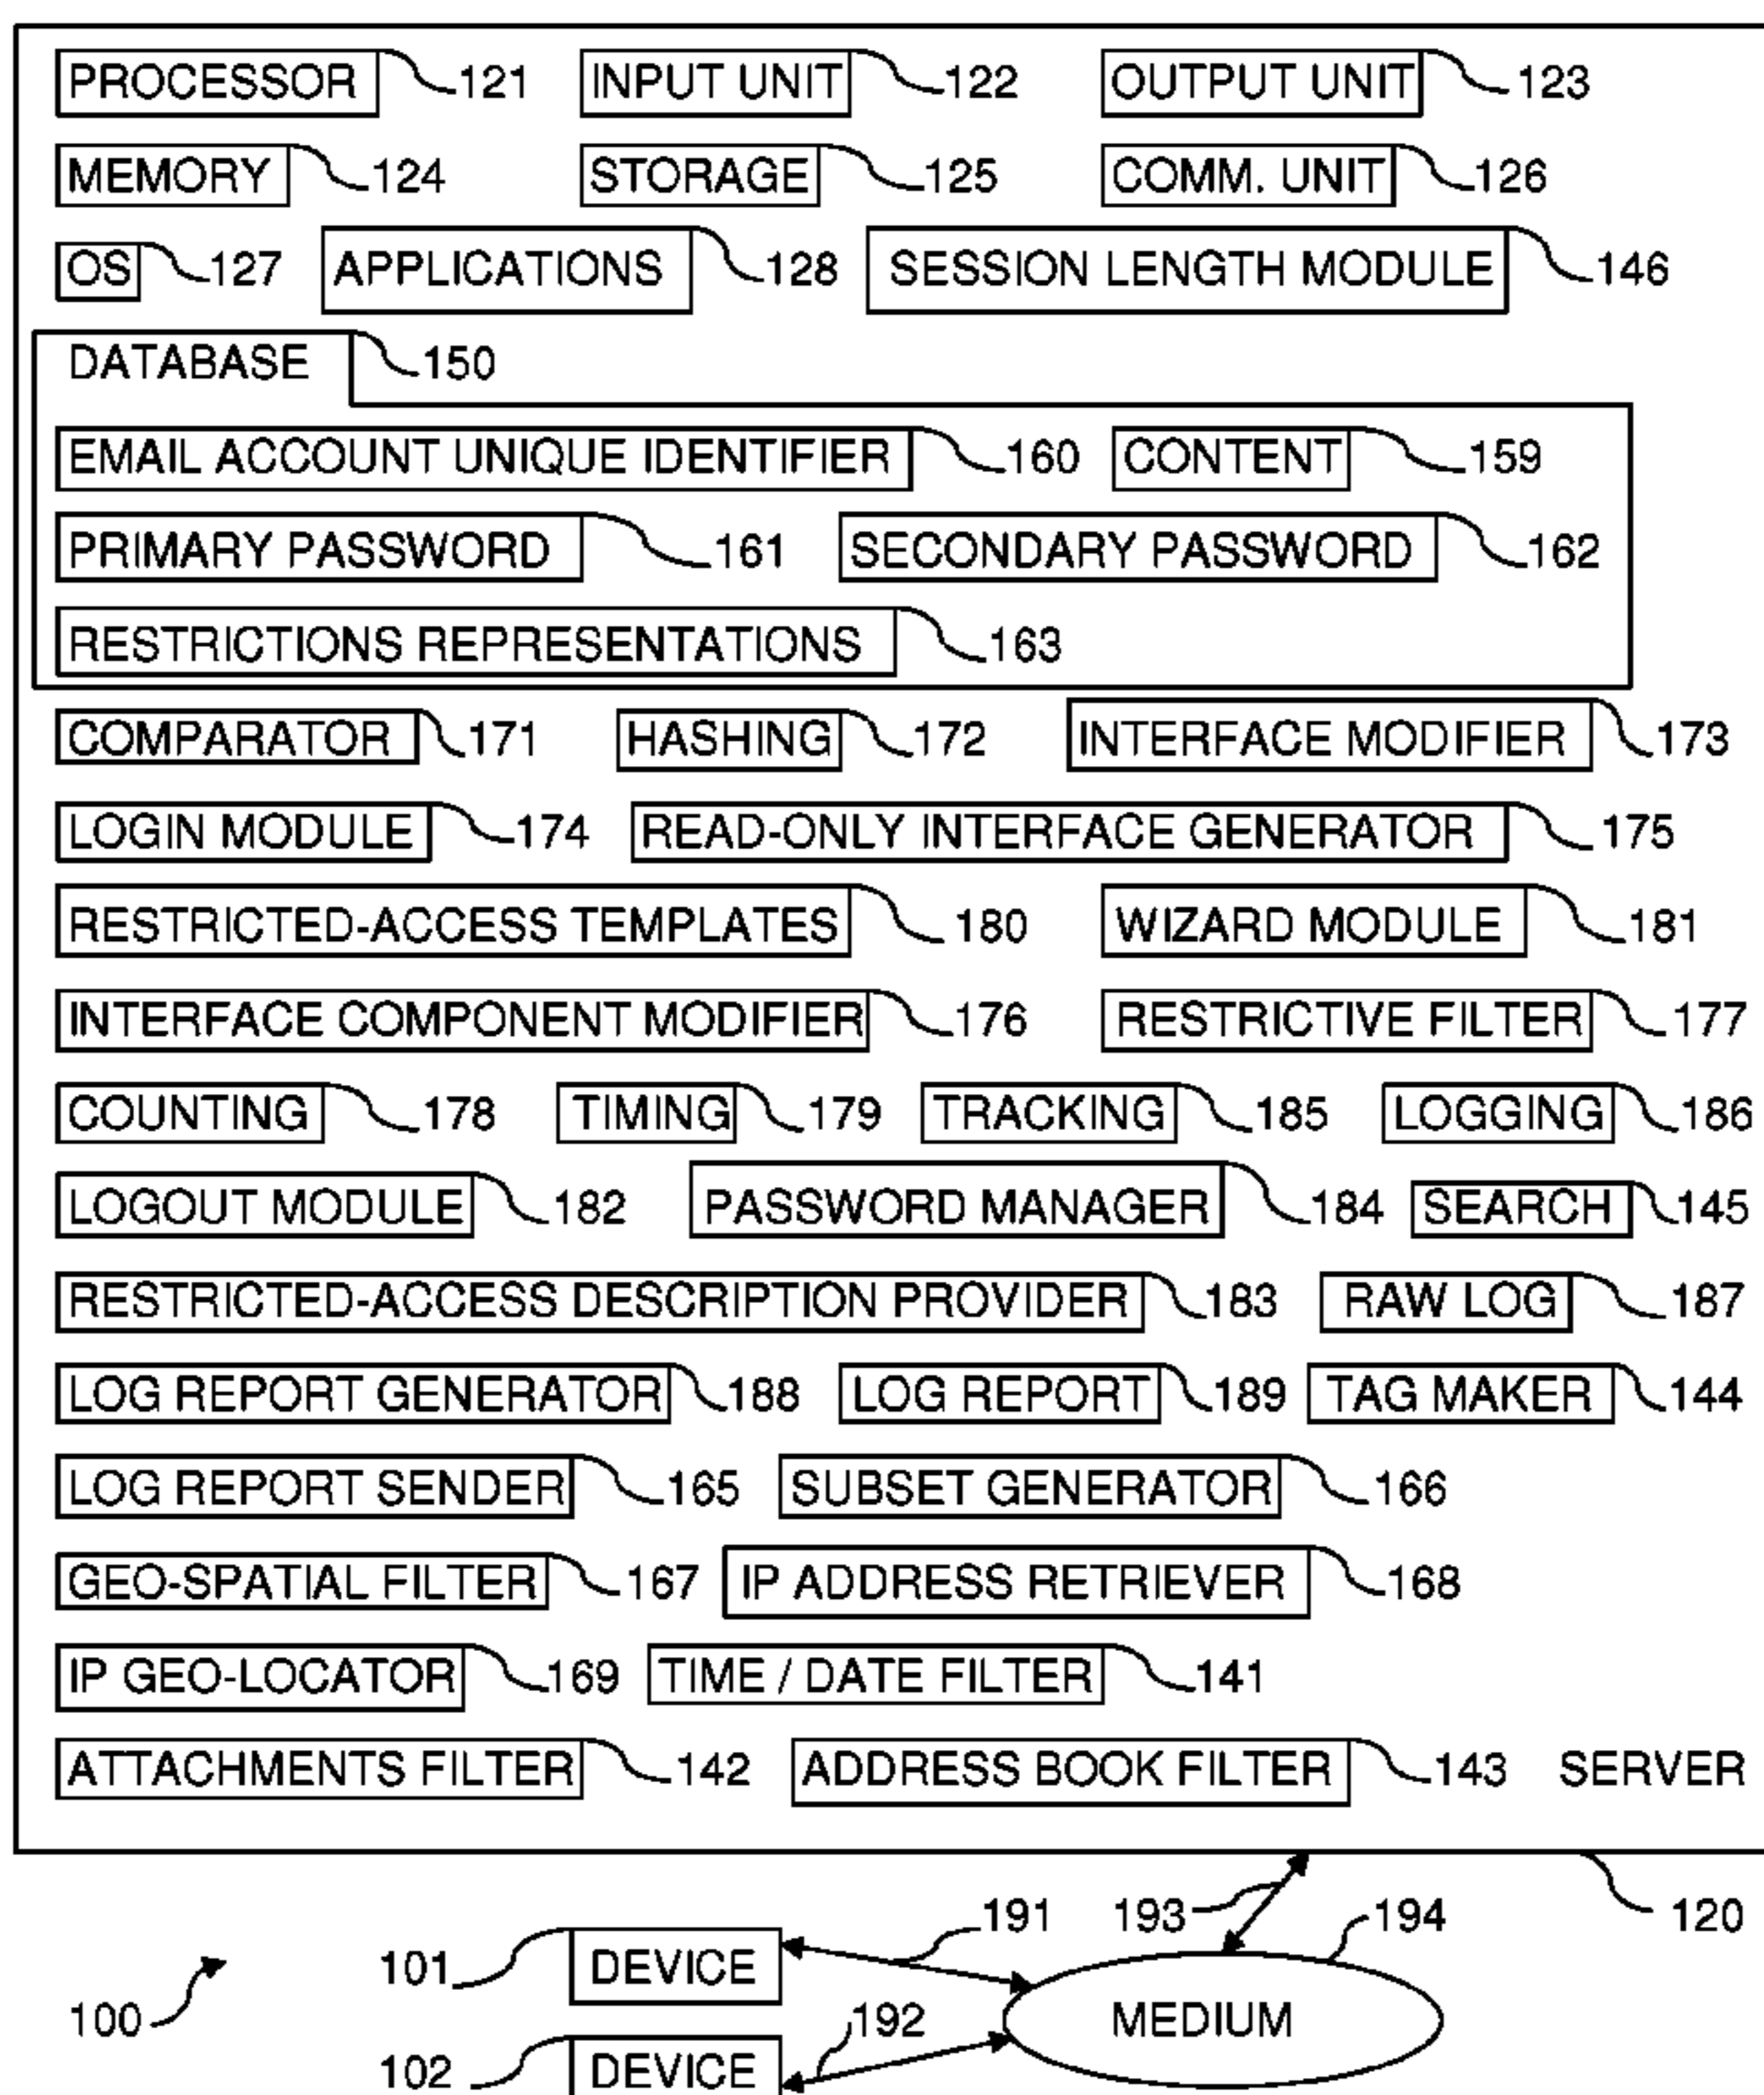 PROCESSOR 121 INPUT UNIT 122 OUTPUT UNIT 123
MEMORY 124 STORAGE 125 COMM. UNIT 126
OS 127 APPLICATIONS 128 SESSION LENGTH MODULE 146
DATABASE 150
EMAIL ACCOUNT UNIQUE IDENTIFIER 160 CONTENT 159
PRIMARY PASSWORD 161 SECONDARY PASSWORD 162
RESTRICTIONS REPRESENTATIONS 163
COMPARATOR 171 HASHING 172 INTERFACE MODIFIER 173
LOGIN MODULE 174 READ-ONLY INTERFACE GENERATOR 175
RESTRICTED-ACCESS TEMPLATES 180 WIZARD MODULE 181
INTERFACE COMPONENT MODIFIER 176 RESTRICTIVE FILTER 177
COUNTING 178 TIMING 179 TRACKING 185 LOGGING 186
LOGOUT MODULE 182 PASSWORD MANAGER 184 SEARCH 145
RESTRICTED-ACCESS DESCRIPTION PROVIDER 183 RAW LOG 187
LOG REPORT GENERATOR 188 LOG REPORT 189 TAG MAKER 144
LOG REPORT SENDER 165 SUBSET GENERATOR 166
GEO-SPATIAL FILTER 167 IP ADDRESS RETRIEVER 168
IP GEO-LOCATOR 169 TIME / DATE FILTER 141
ATTACHMENTS FILTER 142 ADDRESS BOOK FILTER 143 SERVER
191 193 194 120
101 DEVICE
100 MEDIUM
192
102 DEVICE